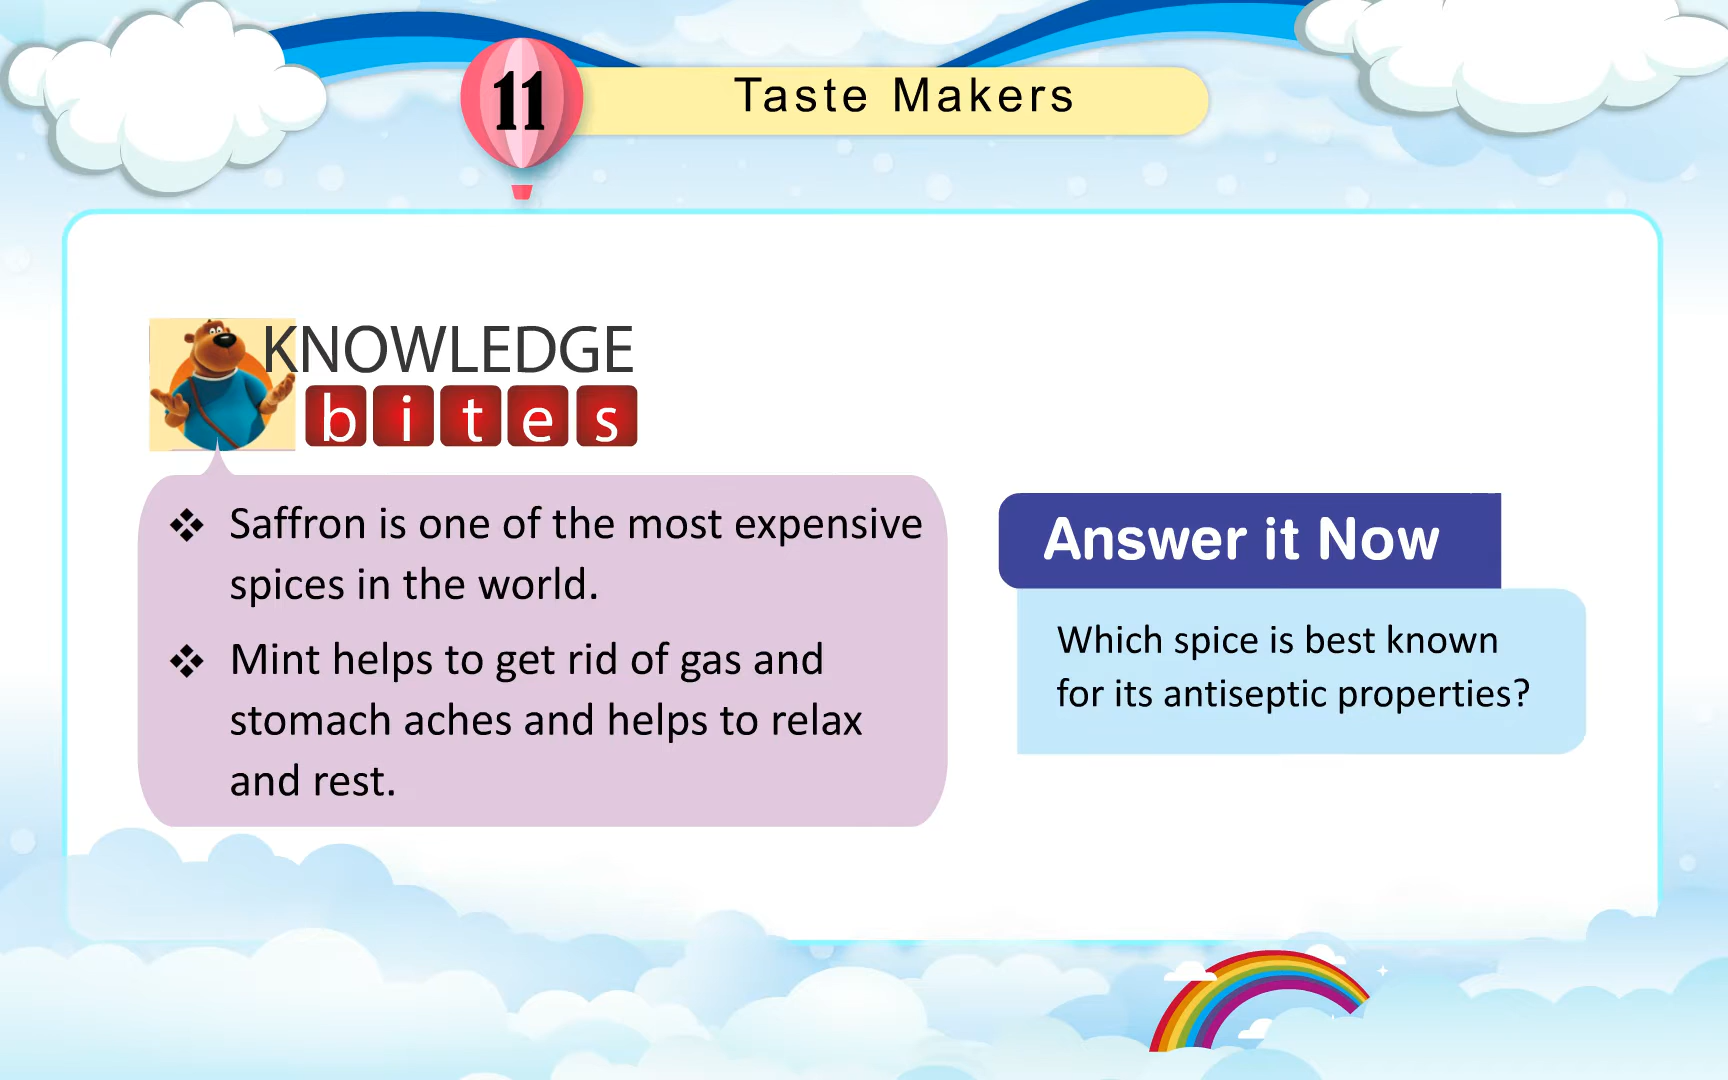 11
Taste Makers
KNOWLEDGE
bites
❖ Saffron is one of the most expensive
spices in the world.
❖ Mint helps to get rid of gas and
stomach aches and helps to relax
and rest.
Answer it Now
Which spice is best known
for its antiseptic properties?